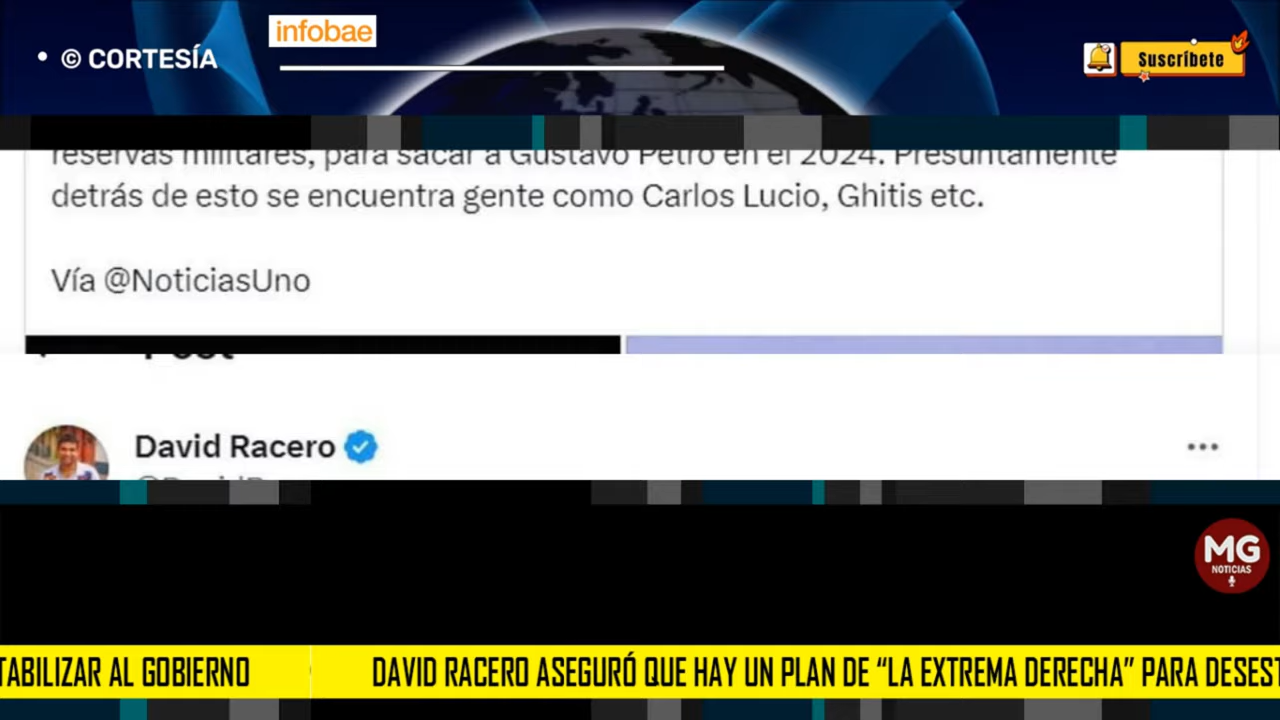 infobae
• © CORTESÍA
Suscríbete
reservas militares, para sacar a Gustavo Petro en el 2024. Presuntamente
detrás de esto se encuentra gente como Carlos Lucio, Ghitis etc.
Vía @NoticiasUno
Post
David Racero
MG
NOTICIAS
TABILIZAR AL GOBIERNO
DAVID RACERO ASEGURÓ QUE HAY UN PLAN DE “LA EXTREMA DERECHA” PARA DESEST